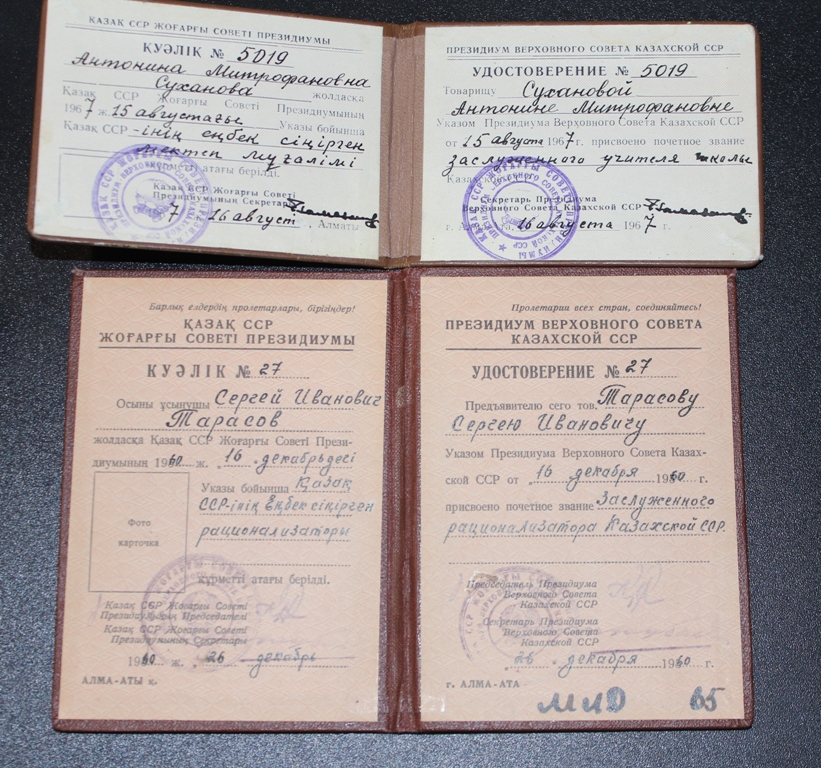 ҚАЗАҚ ССР ЖОҒАРҒЫ СОВЕТІ ПРЕЗИДИУМЫ
КУӘЛІК № 5019
Антонина Митрофановна
Суханова жолдасқа
Қазақ ССР Жоғарғы Советі Президиумының
1967 ж. 15 августағы Указы бойынша
Қазақ ССР-інің еңбек сіңірген
мектеп мұғалімі
құрметті атағы берілді.
Қазақ ССР Жоғарғы Советі
Президиумының Секретары
7 16 август, Алматы
ПРЕЗИДИУМ ВЕРХОВНОГО СОВЕТА КАЗАХСКОЙ ССР
УДОСТОВЕРЕНИЕ № 5019
Товарищу Сухановой
Антонине Митрофановне
Указом Президиума Верховного Совета Казахской ССР
от 15 августа 1967 г. присвоено почетное звание
заслуженного учителя школы
Казахской
Секретарь Президиума
Верховного Совета Казахской ССР
г. 16 августа 1967 г.
Барлық елдердің пролетарлары, бірігіңдер!
ҚАЗАҚ ССР
ЖОҒАРҒЫ СОВЕТІ ПРЕЗИДИУМЫ
КУӘЛІК № 27
Осыны ұсынушы Сергей Иванович
Тарасов
жолдасқа Қазақ ССР Жоғарғы Советі Прези-
диумының 1960 ж. 16 декабрьдегі
Указы бойынша Қазақ
ССР-інің Еңбек сіңірген
рационализаторы
Фото
карточка
құрметті атағы берілді.
Қазақ ССР Жоғарғы Советі
Президиумының Председателі
Қазақ ССР Жоғарғы Советі
Президиумының Секретары
1960 ж. 26 декабрь
АЛМА-АТЫ қ.
Пролетарии всех стран, соединяйтесь!
ПРЕЗИДИУМ ВЕРХОВНОГО СОВЕТА
КАЗАХСКОЙ ССР
УДОСТОВЕРЕНИЕ № 27
Предъявителю сего тов. Тарасову
Сергею Ивановичу
Указом Президиума Верховного Совета Казах-
ской ССР от 16 декабря 1960 г.
присвоено почетное звание Заслуженного
рационализатора Казахской ССР.
Председатель Президиума
Верховного Совета
Казахской ССР
Секретарь Президиума
Верховного Совета
Казахской ССР
26 декабря 1960 г.
г. АЛМА-АТА
МИД 65